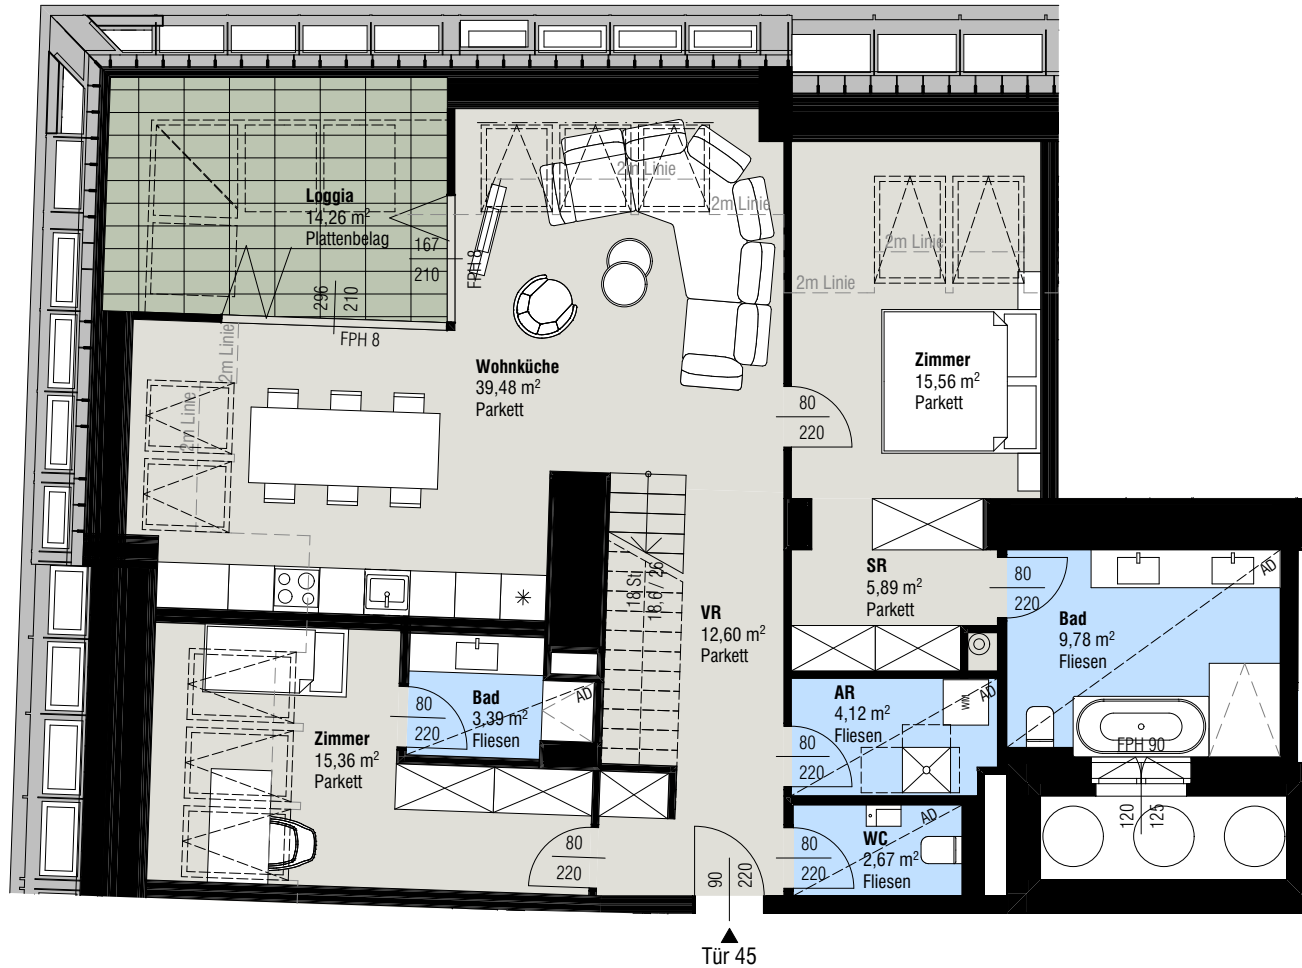 Loggia
14,26 m²
Plattenbelag
167
210
FPH 8
296
210
FPH 8
2m Linie
2m Linie
2m Linie
2m Linie
2m Linie
2m Linie
Wohnküche
39,48 m²
Parkett
Zimmer
15,56 m²
Parkett
80
220
18 St.
18,6 / 26
VR
12,60 m²
Parkett
SR
5,89 m²
Parkett
80
220
AD
Bad
9,78 m²
Fliesen
FPH 90
120
125
AR
4,12 m²
Fliesen
WM
AD
80
220
Bad
3,39 m²
Fliesen
AD
80
220
Zimmer
15,36 m²
Parkett
80
220
90
220
WC
2,67 m²
Fliesen
AD
80
220
Tür 45